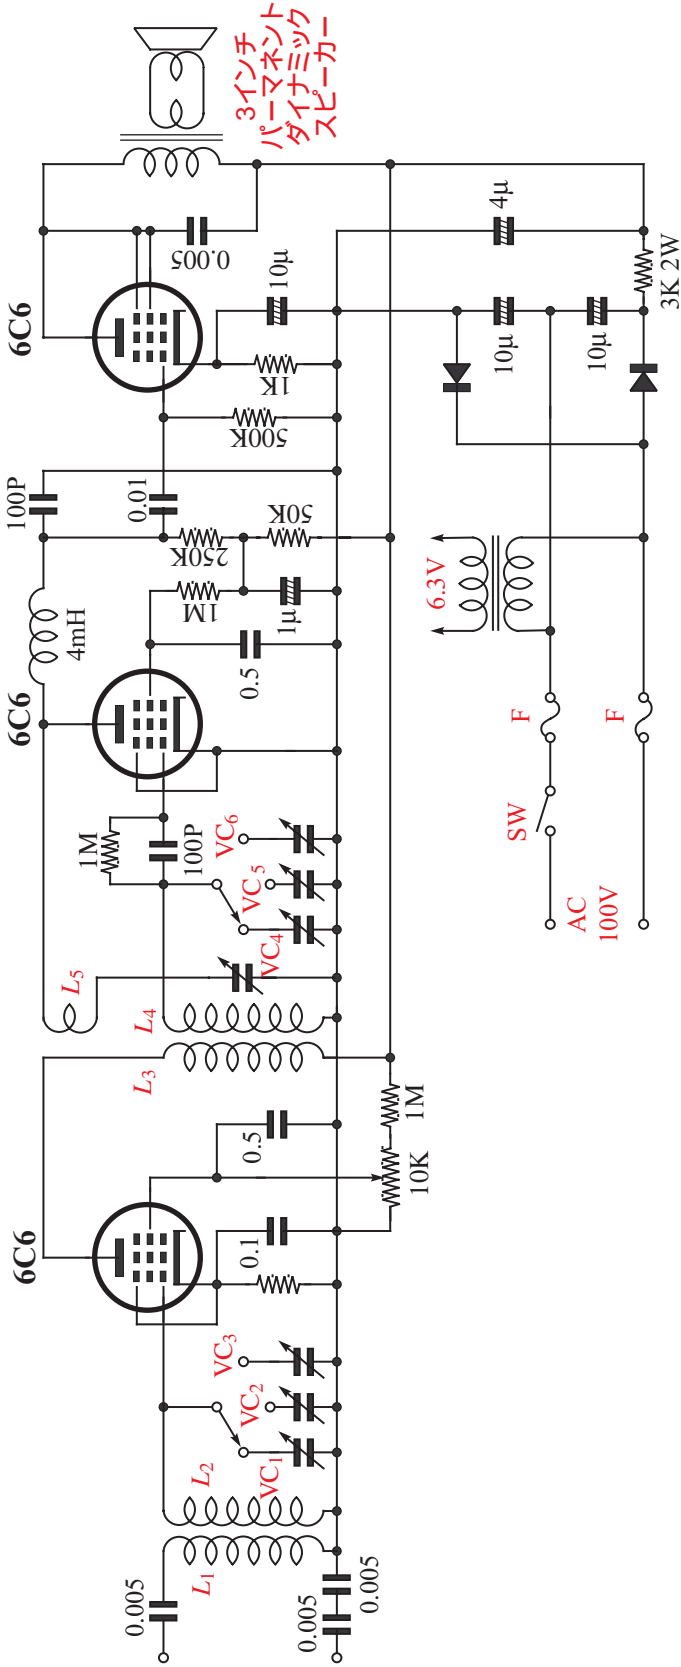 0.005
L1
0.005
0.005
L2
VC1
VC2
VC3
6C6
0.1
0.5
10K
1M
L3
L4
L5
VC4
VC5
VC6
1M
100P
6C6
4mH
0.5
1M
1μ
250K
50K
100P
0.01
500K
1K
6C6
10μ
0.005
3インチ
パーマネント
ダイナミック
スピーカー
AC
100V
SW
F
F
6.3V
10μ
10μ
4μ
3K 2W